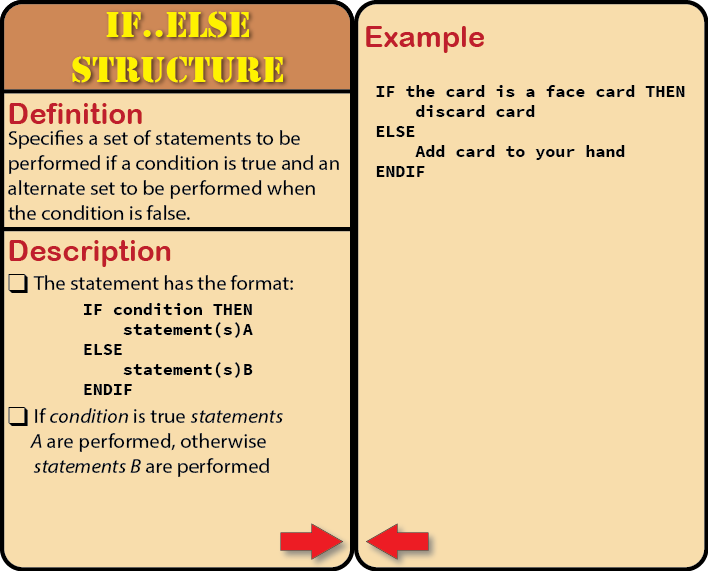 IF..ELSE
STRUCTURE
Definition
Specifies a set of statements to be
performed if a condition is true and an
alternate set to be performed when
the condition is false.
Description
❏ The statement has the format:
IF condition THEN
    statement(s)A
ELSE
    statement(s)B
ENDIF
❏ If condition is true statements
A are performed, otherwise
statements B are performed
Example
IF the card is a face card THEN
    discard card
ELSE
    Add card to your hand
ENDIF